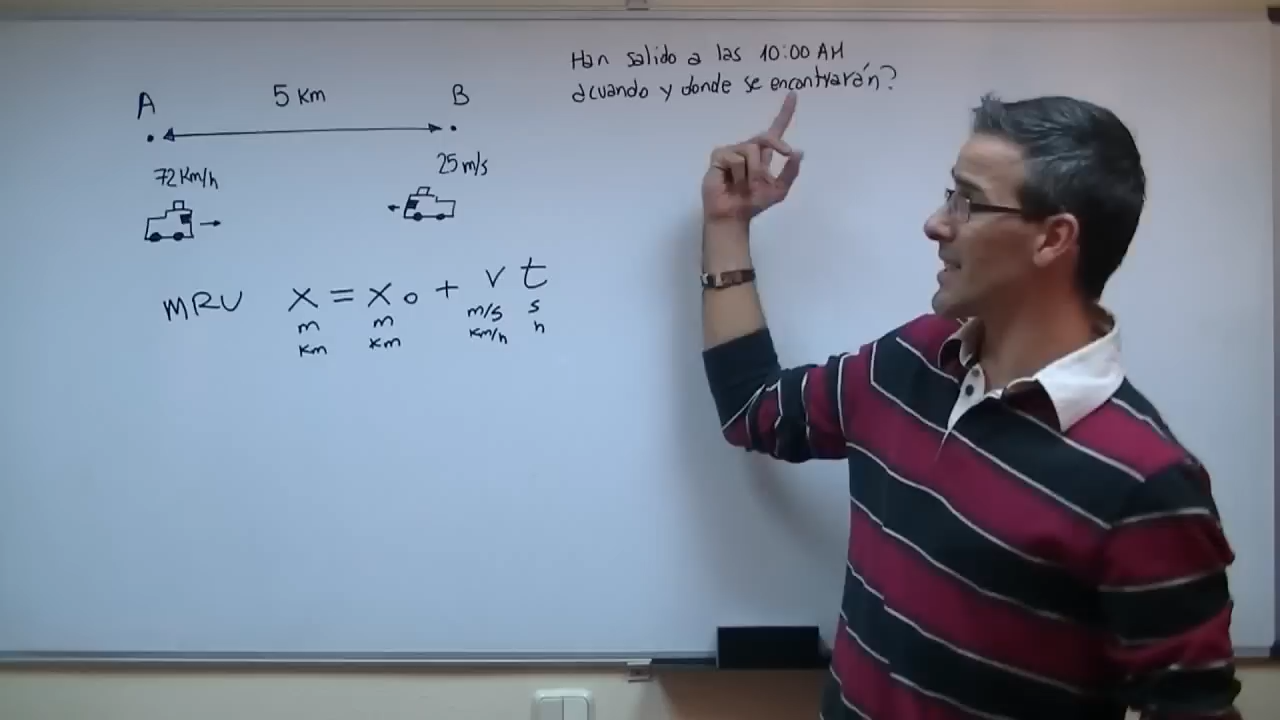 Han salido a las 10:00 AM
¿cuando y donde se encontrarán?
A 5 Km B
72 Km/h 25 m/s
MRU x = x0 + v t
m m m/s s
Km Km Km/h h